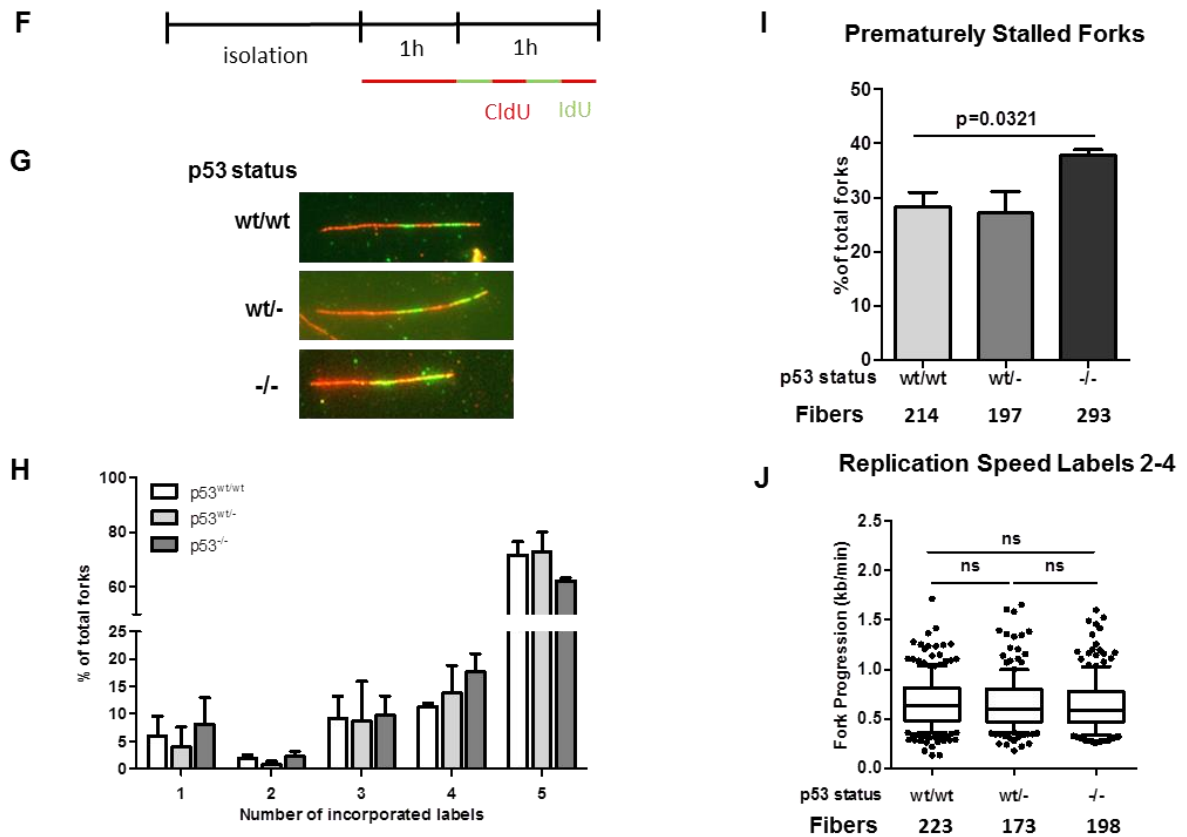 F
isolation
1h
1h
CldU
IdU
G
p53 status
wt/wt
wt/-
-/-
H
100
80
60
25
20
15
10
5
0
% of total forks
p53wt/wt
p53wt/-
p53-/-
1 2 3 4 5
Number of incorporated labels
I
Prematurely Stalled Forks
50
40
30
20
10
0
%of total forks
p=0.0321
p53 status wt/wt wt/- -/-
Fibers 214 197 293
J
Replication Speed Labels 2-4
2.5
2.0
1.5
1.0
0.5
0.0
Fork Progression (kb/min)
ns
ns ns
p53 status wt/wt wt/- -/-
Fibers 223 173 198